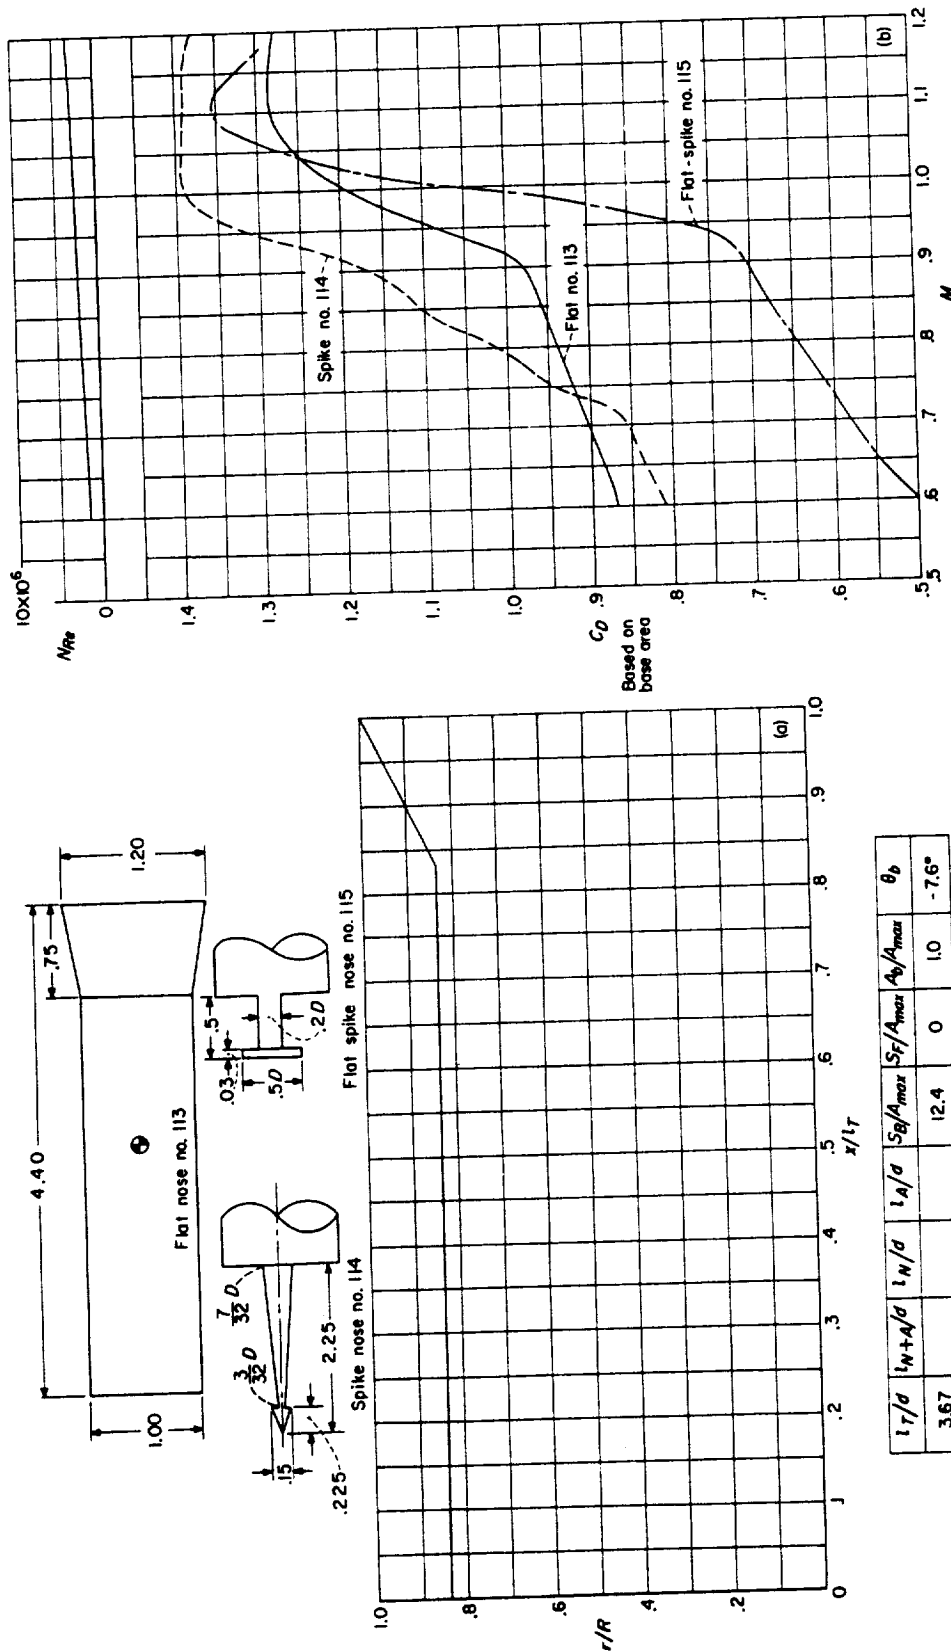 4.40
.75
1.20
1.00
Flat nose no. 113
7/32 D
3/32 D
.15
.225
2.25
Spike nose no. 114
.03
.5
.5D
.2D
Flat spike nose no. 115
1.0
.8
.6
.4
.2
0
r/R
0
.1
.2
.3
.4
.5
.6
.7
.8
.9
1.0
x/l_T
(a)
l_T/d l_N+A/d l_N/d l_A/d S_B/A_max S_F/A_max A_b/A_max θ_b
3.67 12.4 0 1.0 -7.6°
10×10⁶
N_Re
0
1.4
1.3
1.2
1.1
1.0
.9
.8
.7
.6
.5
C_D
Based on
base area
Spike no. 114
Flat no. 113
Flat-spike no. 115
.5 .6 .7 .8 .9 1.0 1.1 1.2
M
(b)